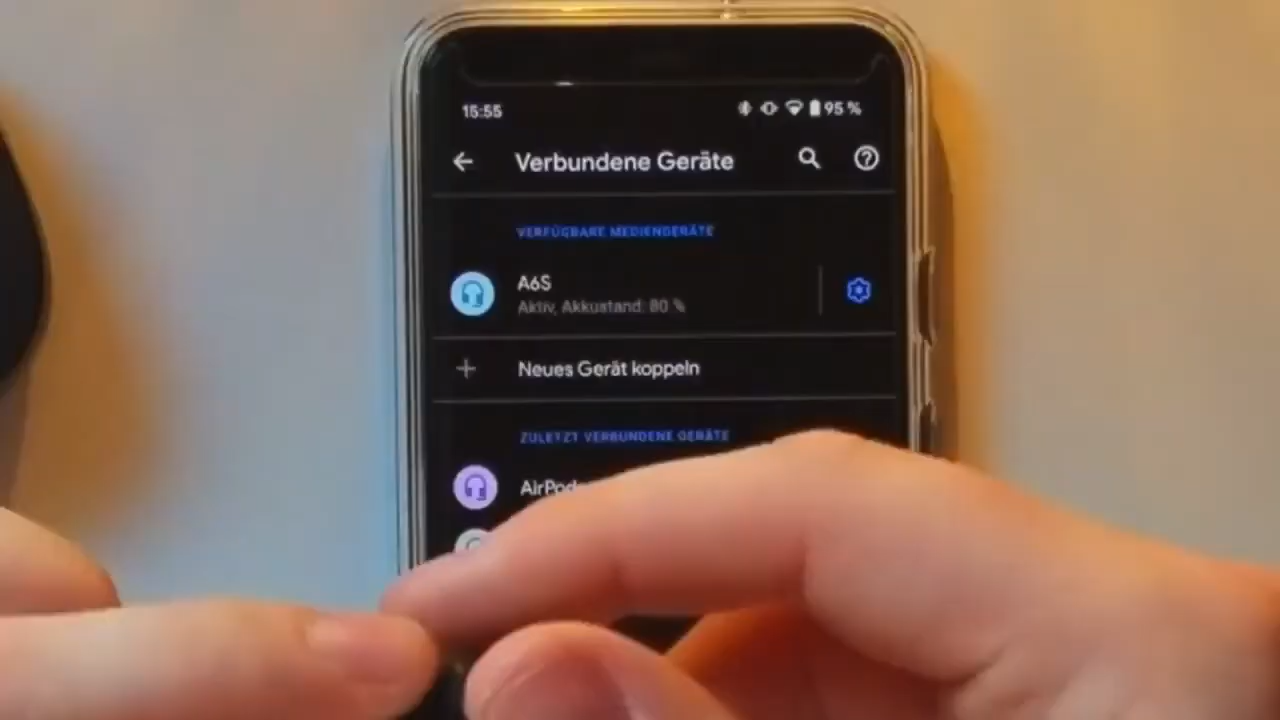 15:55
95 %
Verbundene Geräte
VERFÜGBARE MEDIENGERÄTE
A6S
Aktiv, Akkustand: 80 %
Neues Gerät koppeln
ZULETZT VERBUNDENE GERÄTE